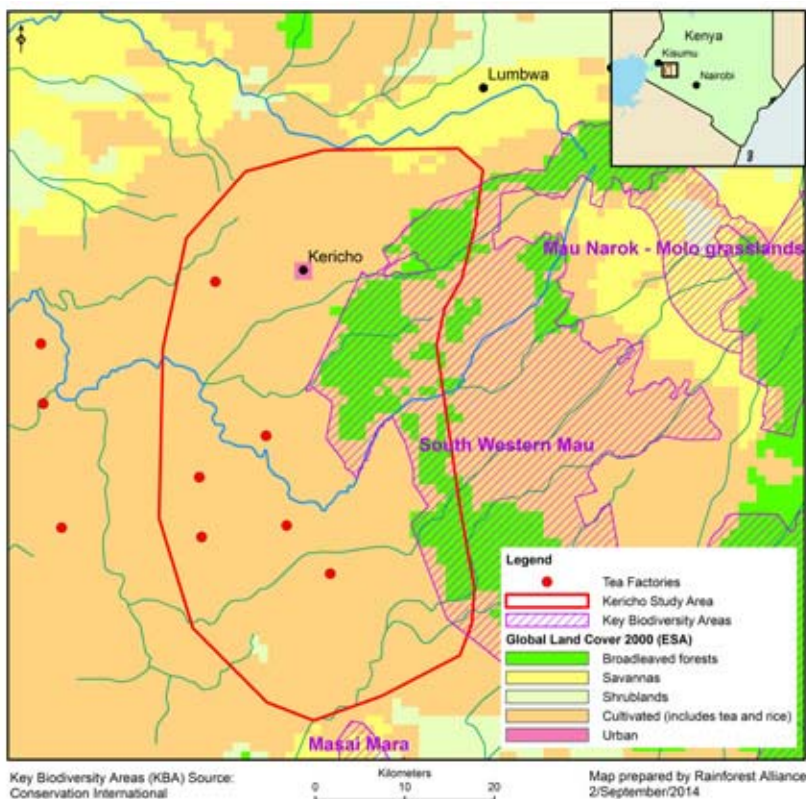 Kenya
Kisumu
Nairobi
Lumbwa
Kericho
Mau Narok - Molo grasslands
South Western Mau
Masai Mara
Legend
Tea Factories
Kericho Study Area
Key Biodiversity Areas
Global Land Cover 2000 (ESA)
Broadleaved forests
Savannas
Shrublands
Cultivated (includes tea and rice)
Urban
Key Biodiversity Areas (KBA) Source:
Conservation International
Kilometers
0 10 20
Map prepared by Rainforest Alliance
2/September/2014